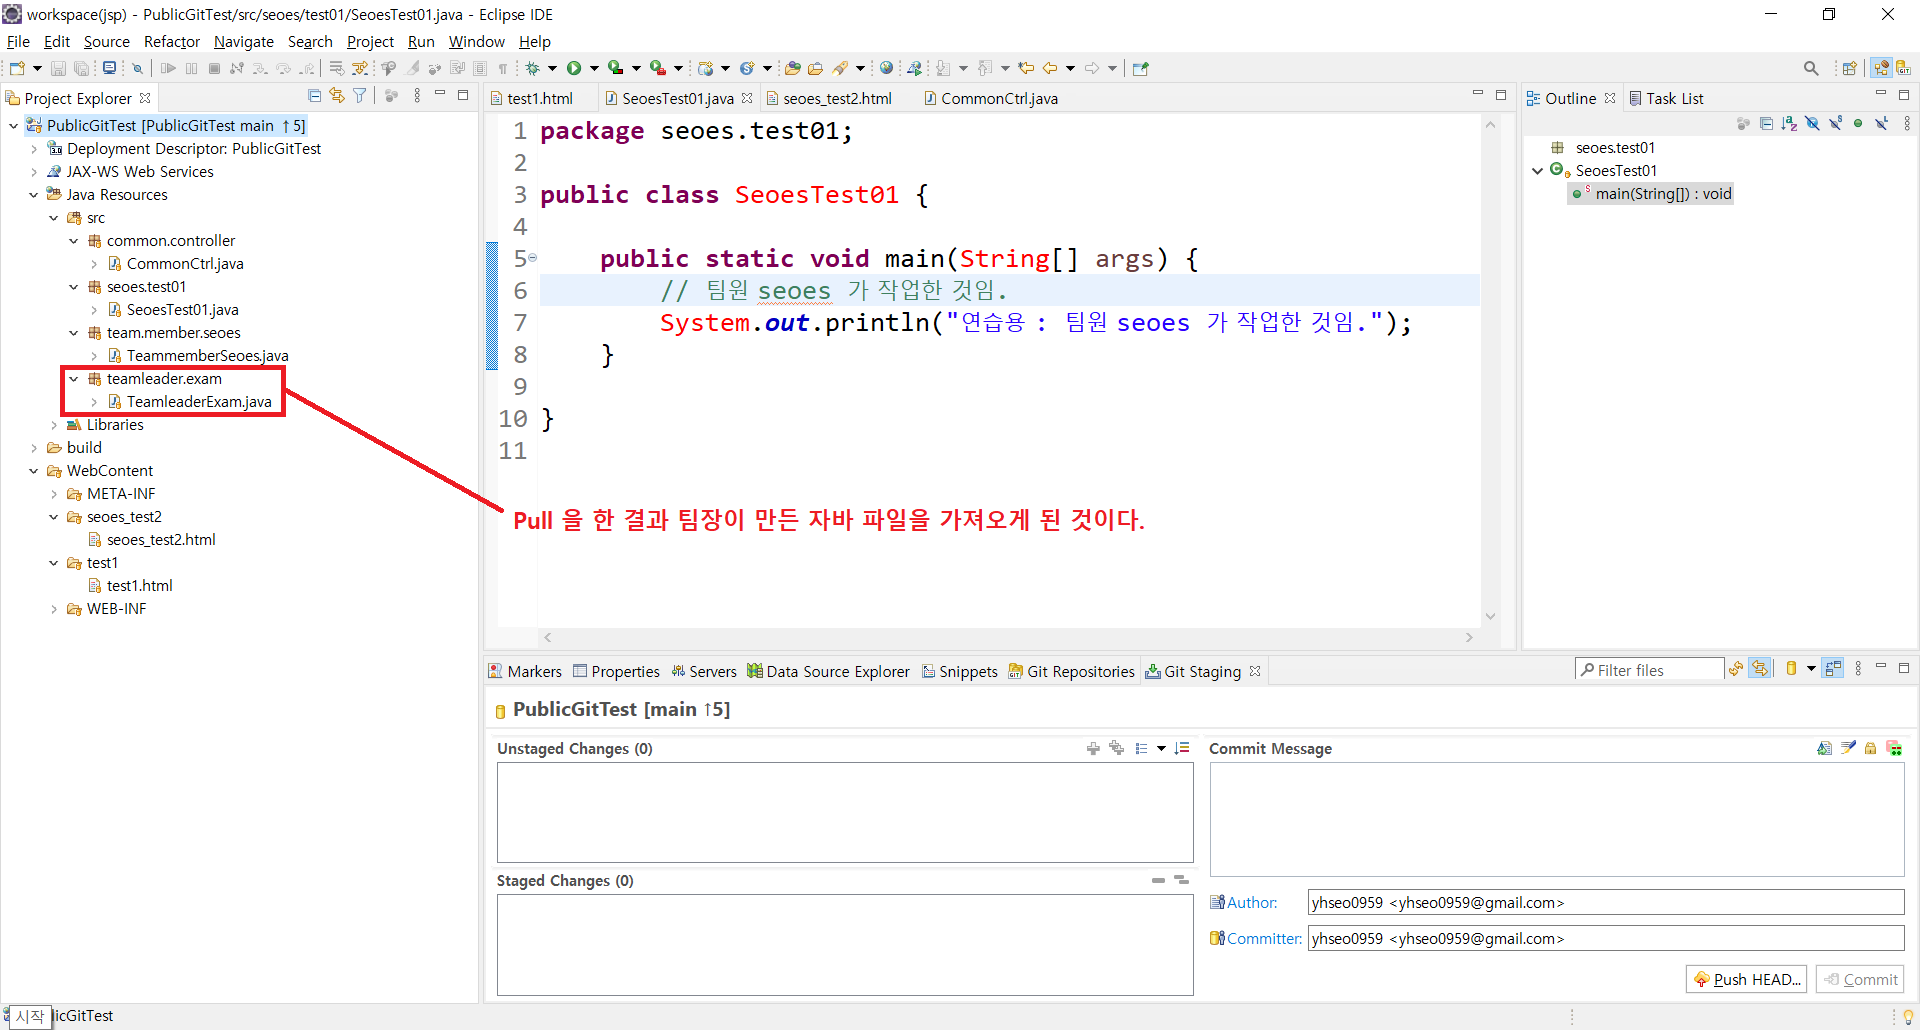 workspace(jsp) - PublicGitTest/src/seoes/test01/SeoesTest01.java - Eclipse IDE
File Edit Source Refactor Navigate Search Project Run Window Help
Project Explorer
PublicGitTest [PublicGitTest main ↑5]
Deployment Descriptor: PublicGitTest
JAX-WS Web Services
Java Resources
src
common.controller
CommonCtrl.java
seoes.test01
SeoesTest01.java
team.member.seoes
TeammemberSeoes.java
teamleader.exam
TeamleaderExam.java
Libraries
build
WebContent
META-INF
seoes_test2
seoes_test2.html
test1
test1.html
WEB-INF
test1.html SeoesTest01.java seoes_test2.html CommonCtrl.java
1 package seoes.test01;
2
3 public class SeoesTest01 {
4
5 public static void main(String[] args) {
6 // 팀원 seoes 가 작업한 것임.
7 System.out.println("연습용 : 팀원 seoes 가 작업한 것임.");
8 }
9
10 }
11
Pull 을 한 결과 팀장이 만든 자바 파일을 가져오게 된 것이다.
Outline Task List
seoes.test01
SeoesTest01
main(String[]) : void
Markers Properties Servers Data Source Explorer Snippets Git Repositories Git Staging
Filter files
PublicGitTest [main ↑5]
Unstaged Changes (0)
Staged Changes (0)
Commit Message
Author: yhseo0959 <yhseo0959@gmail.com>
Committer: yhseo0959 <yhseo0959@gmail.com>
Push HEAD... Commit
시작 licGitTest